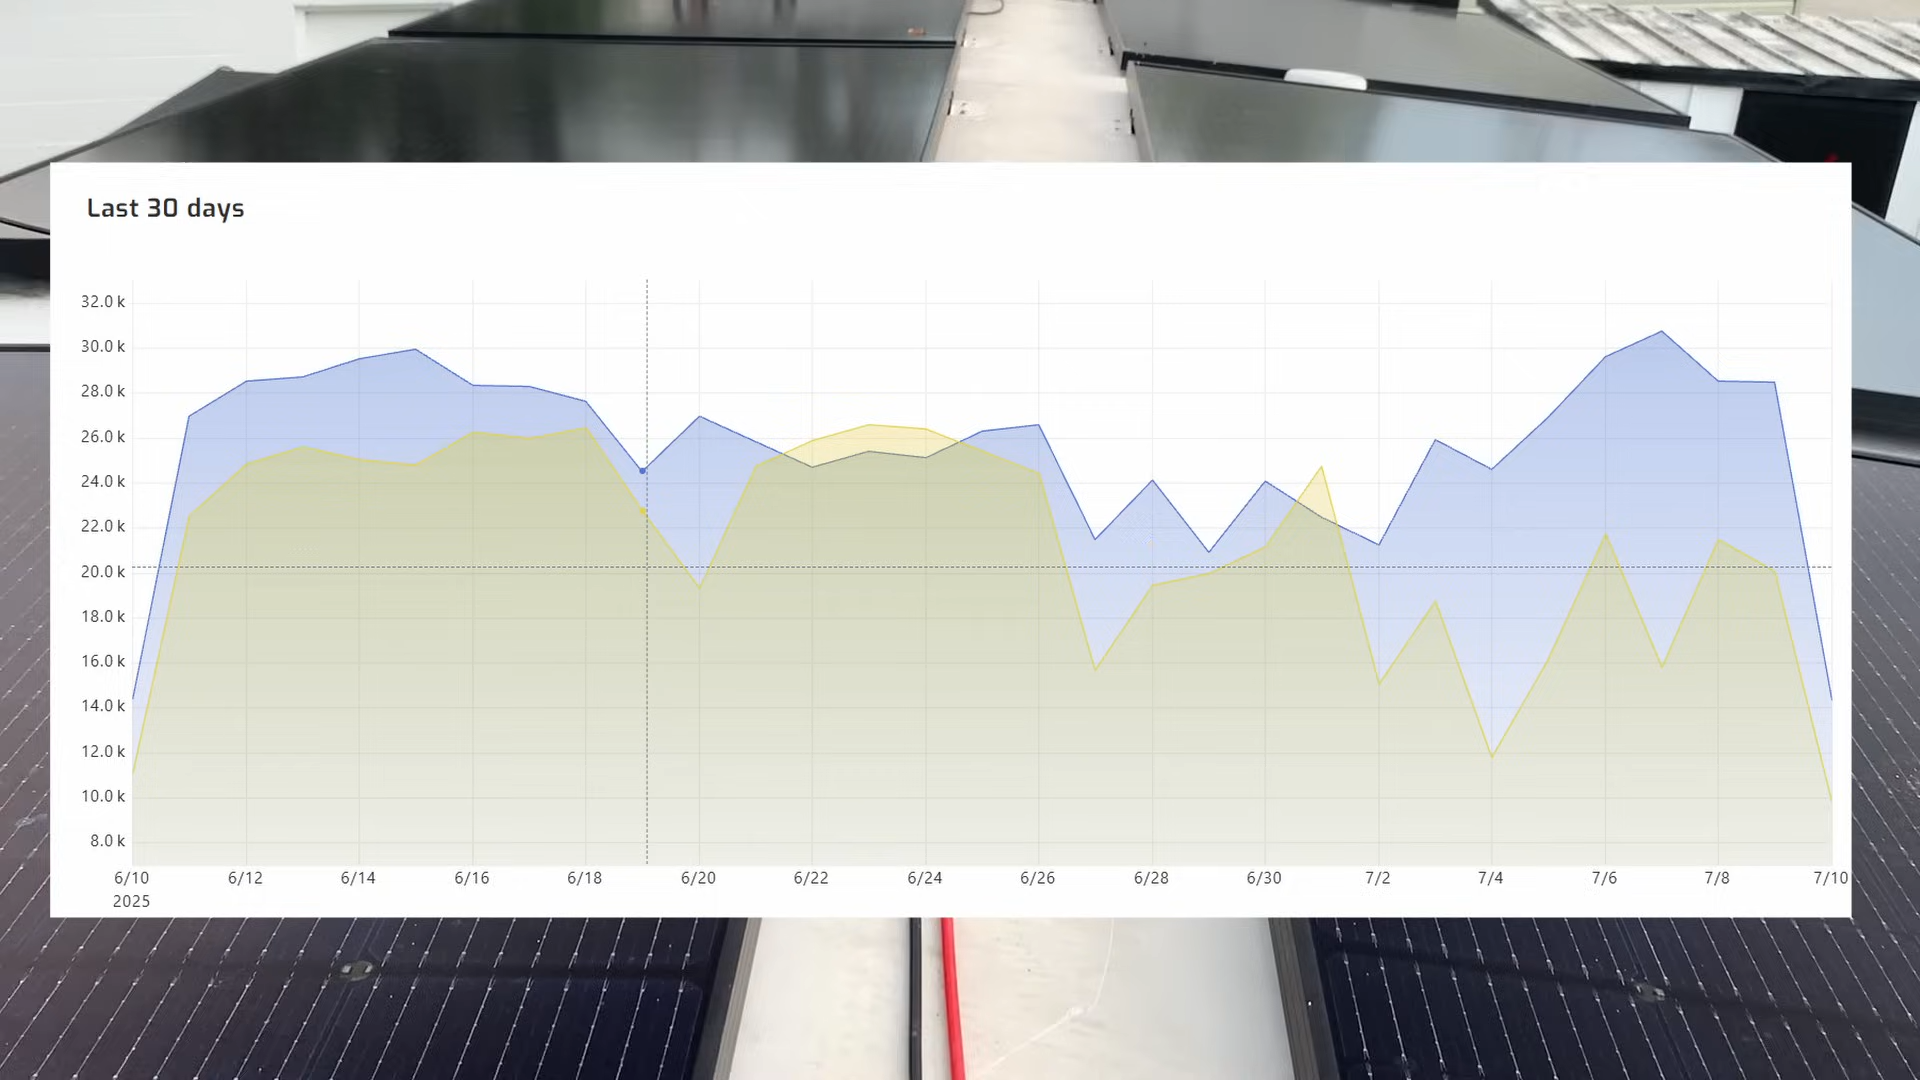 Last 30 days
32.0 k
30.0 k
28.0 k
26.0 k
24.0 k
22.0 k
20.0 k
18.0 k
16.0 k
14.0 k
12.0 k
10.0 k
8.0 k
6/10 6/12 6/14 6/16 6/18 6/20 6/22 6/24 6/26 6/28 6/30 7/2 7/4 7/6 7/8 7/10
2025